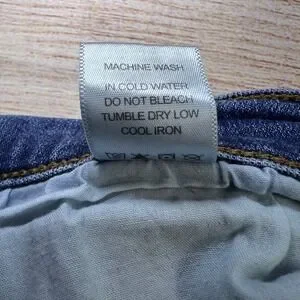 MACHINE WASH
IN COLD WATER
DO NOT BLEACH
TUMBLE DRY LOW
COOL IRON